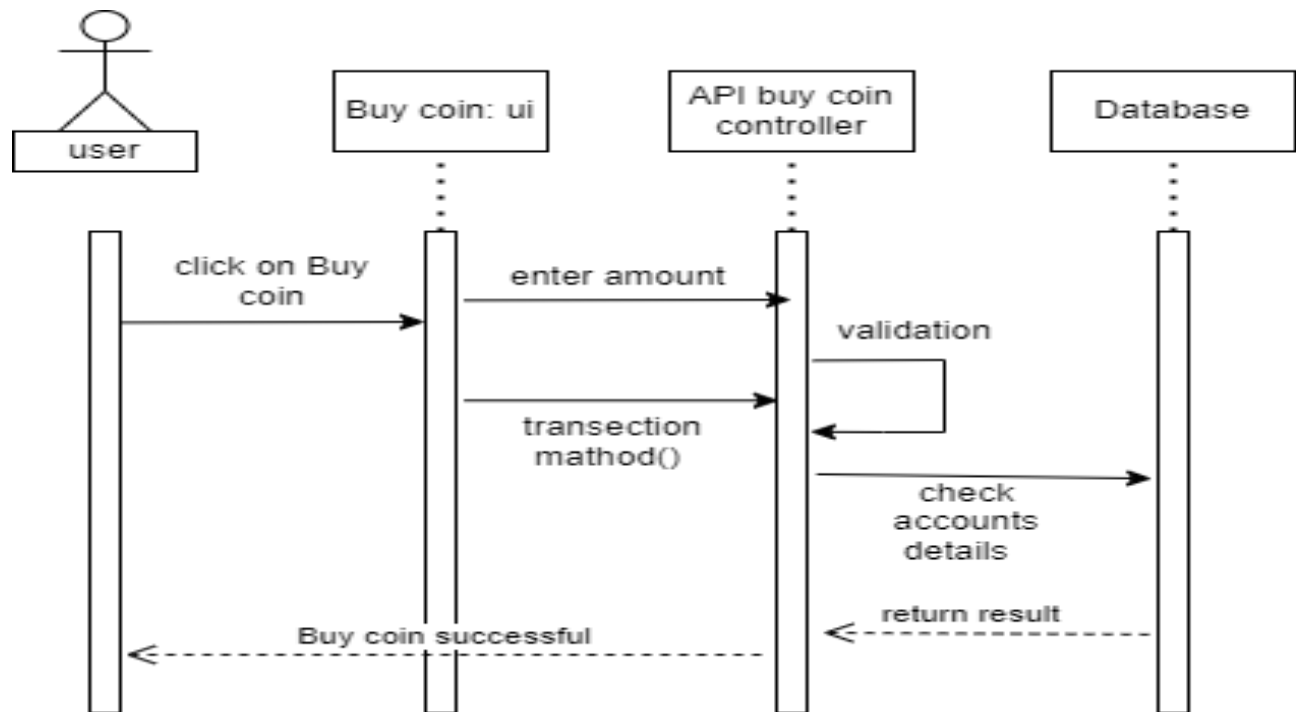 user
Buy coin: ui
API buy coin
controller
Database
click on Buy
coin
enter amount
validation
transection
mathod()
check
accounts
details
return result
Buy coin successful